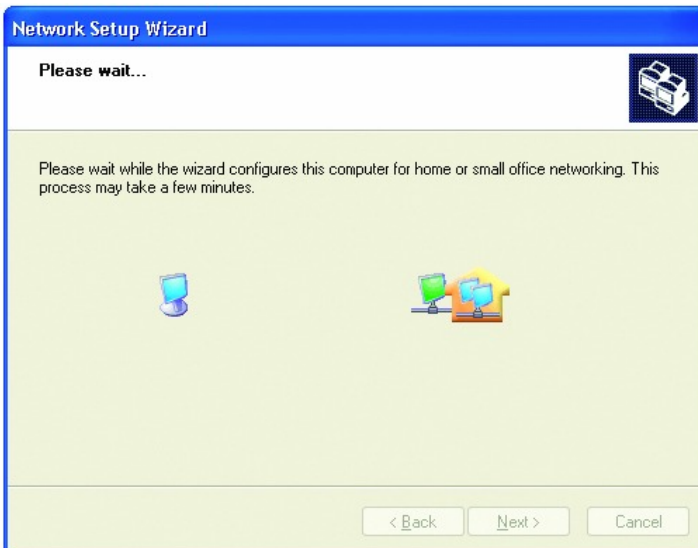 Network Setup Wizard
Please wait...
Please wait while the wizard configures this computer for home or small office networking. This
process may take a few minutes.
< Back
Next >
Cancel